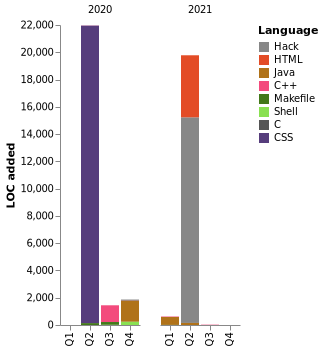 2020 2021
Language
Hack
HTML
Java
C++
Makefile
Shell
C
CSS
LOC added
22,000
20,000
18,000
16,000
14,000
12,000
10,000
8,000
6,000
4,000
2,000
0
Q1 Q2 Q3 Q4 Q1 Q2 Q3 Q4